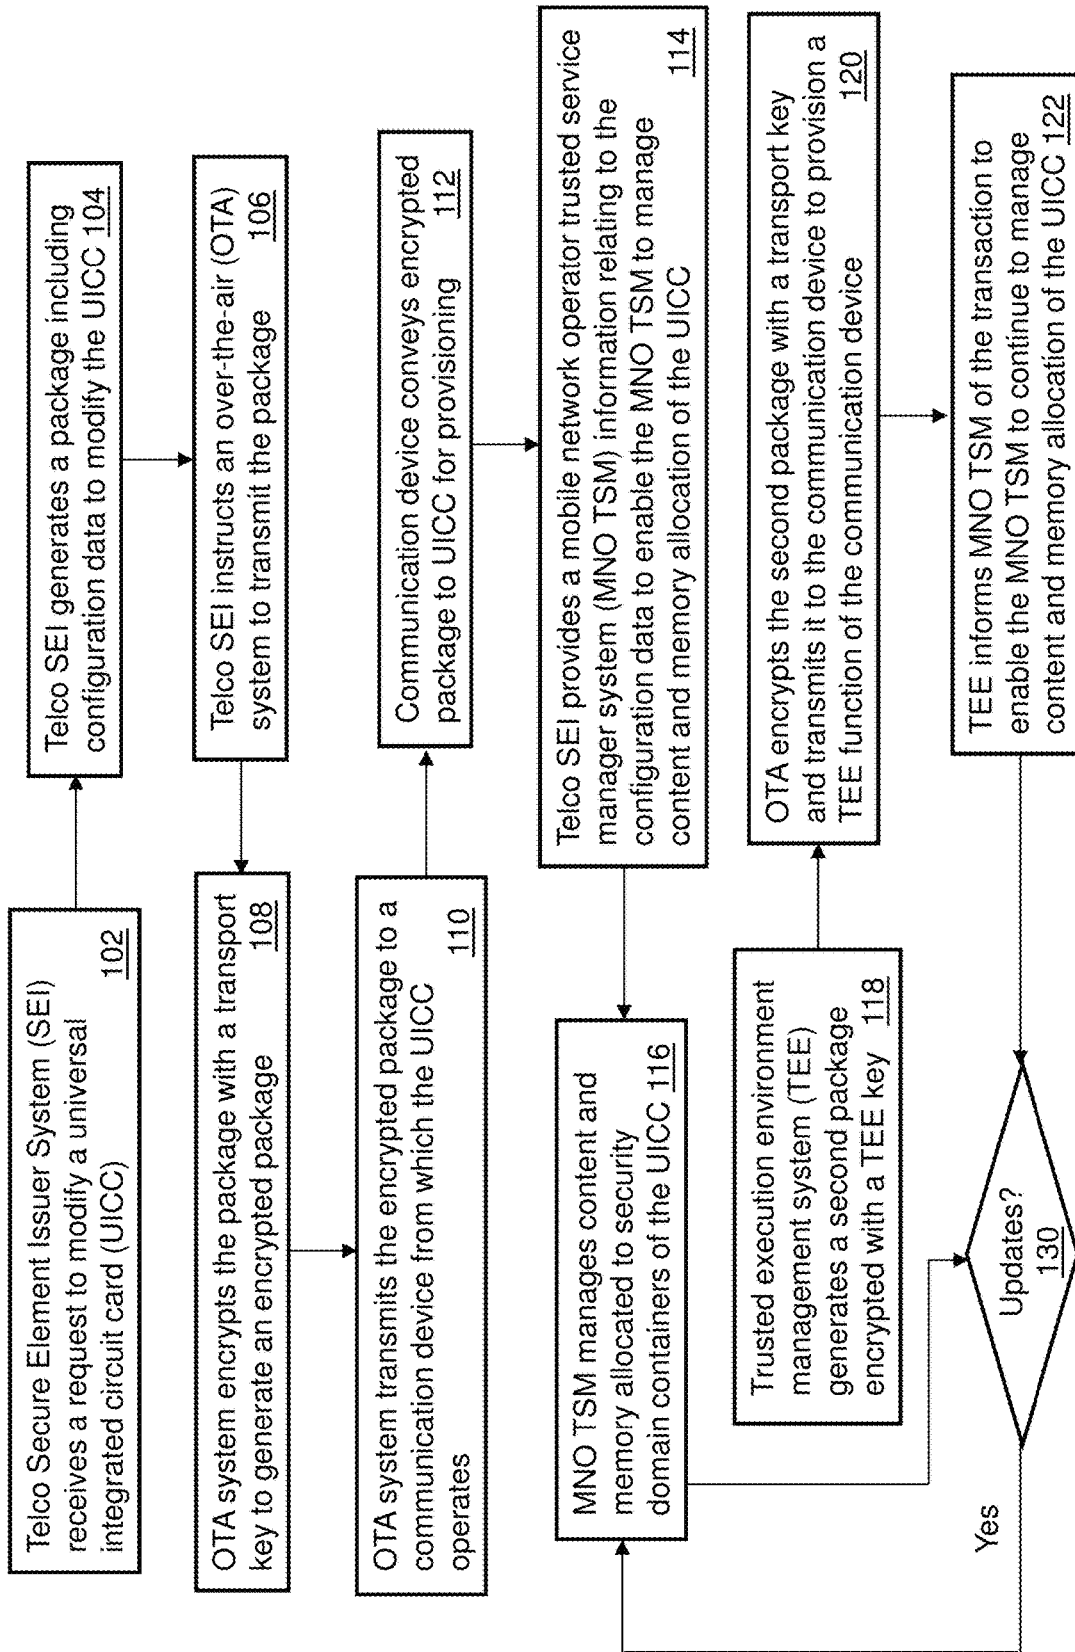 Telco Secure Element Issuer System (SEI)
receives a request to modify a universal
integrated circuit card (UICC)
102
Telco SEI generates a package including
configuration data to modify the UICC 104
Telco SEI instructs an over-the-air (OTA)
system to transmit the package
106
OTA system encrypts the package with a transport
key to generate an encrypted package
108
OTA system transmits the encrypted package to a
communication device from which the UICC
operates
110
Communication device conveys encrypted
package to UICC for provisioning
112
Telco SEI provides a mobile network operator trusted service
manager system (MNO TSM) information relating to the
configuration data to enable the MNO TSM to manage
content and memory allocation of the UICC
114
MNO TSM manages content and
memory allocated to security
domain containers of the UICC 116
Trusted execution environment
management system (TEE)
generates a second package
encrypted with a TEE key 118
OTA encrypts the second package with a transport key
and transmits it to the communication device to provision a
TEE function of the communication device
120
TEE informs MNO TSM of the transaction to
enable the MNO TSM to continue to manage
content and memory allocation of the UICC 122
Updates?
130
Yes